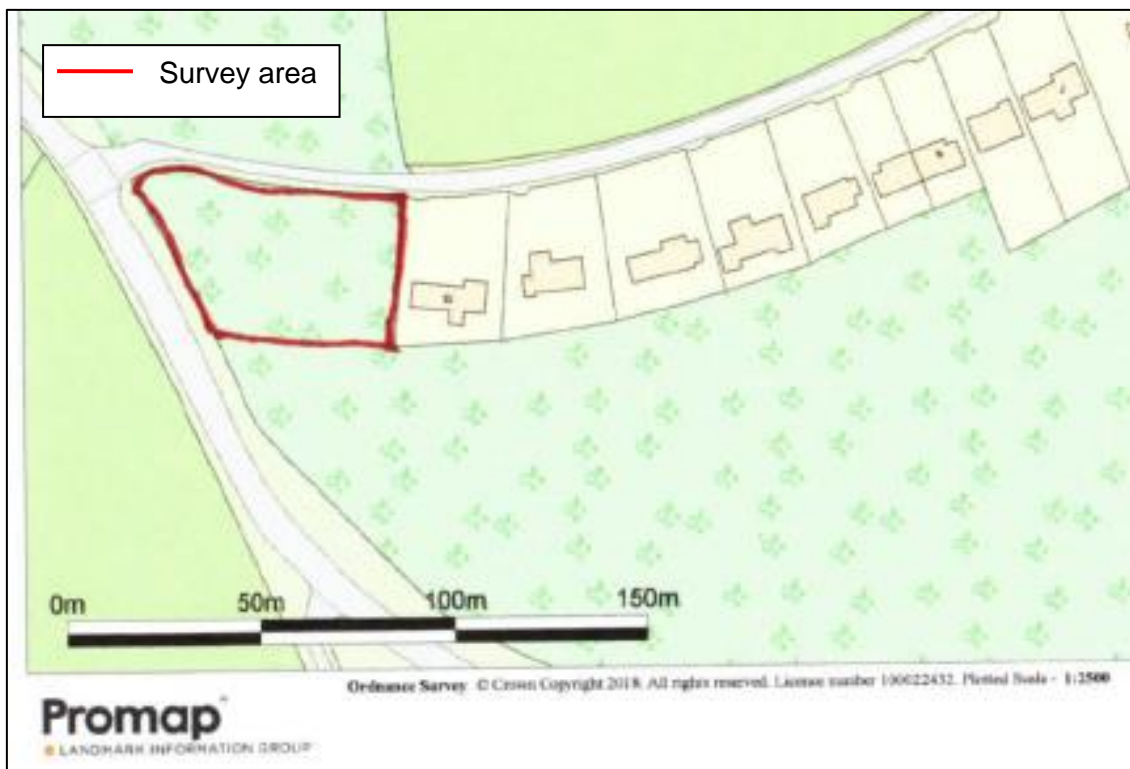 Survey area
0m 50m 100m 150m
Ordnance Survey © Crown Copyright 2018. All rights reserved. Licence number 100022432. Plotted Scale - 1:2500
Promap
LANDMARK INFORMATION GROUP